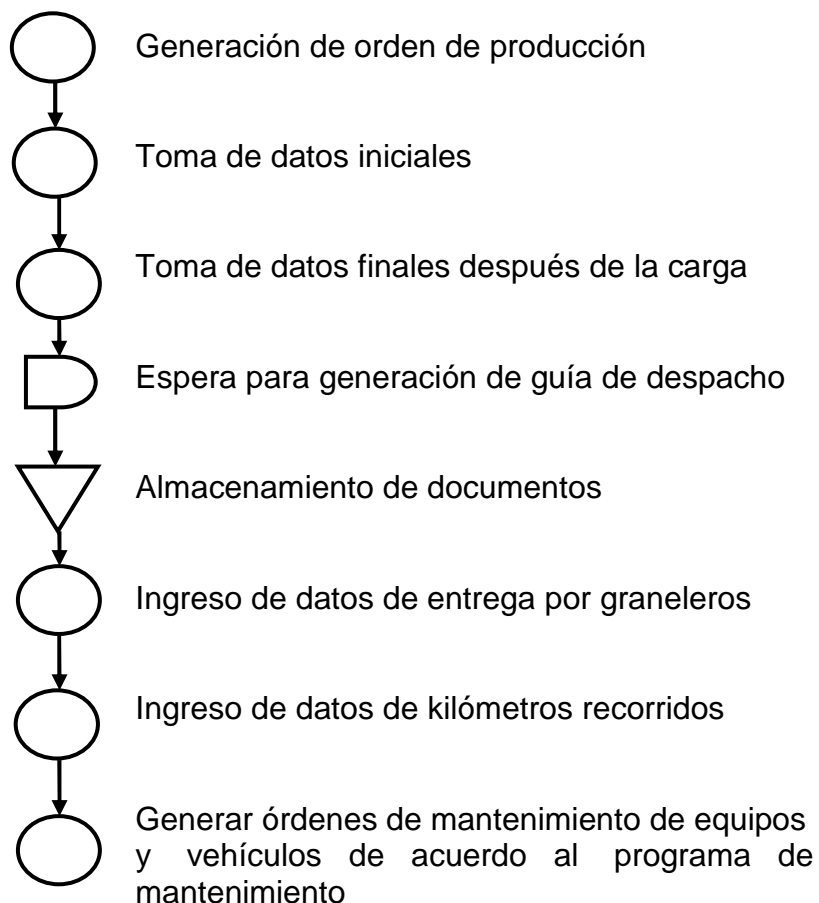 Generación de orden de producción
Toma de datos iniciales
Toma de datos finales después de la carga
Espera para generación de guía de despacho
Almacenamiento de documentos
Ingreso de datos de entrega por graneleros
Ingreso de datos de kilómetros recorridos
Generar órdenes de mantenimiento de equipos
y vehículos de acuerdo al programa de
mantenimiento